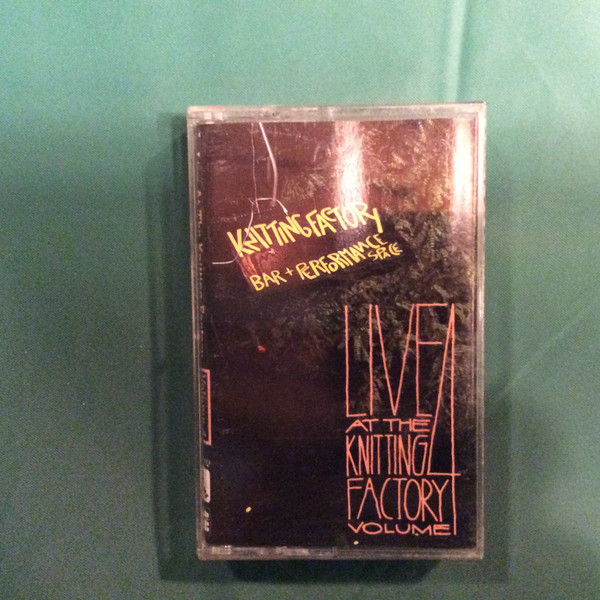 KNITTING FACTORY
BAR + PERFORMANCE
SPACE
LIVE
AT THE
KNITTING
FACTORY
VOLUME 4